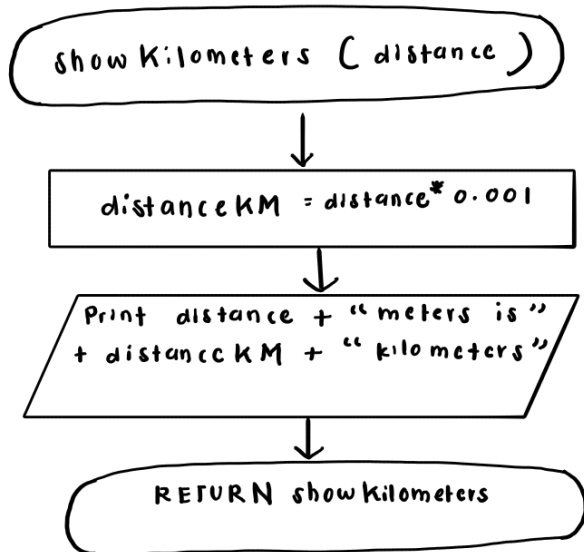 showKilometers (distance)
distanceKM = distance* 0.001
Print distance + "meters is"
+ distanceKM + "kilometers"
RETURN showKilometers